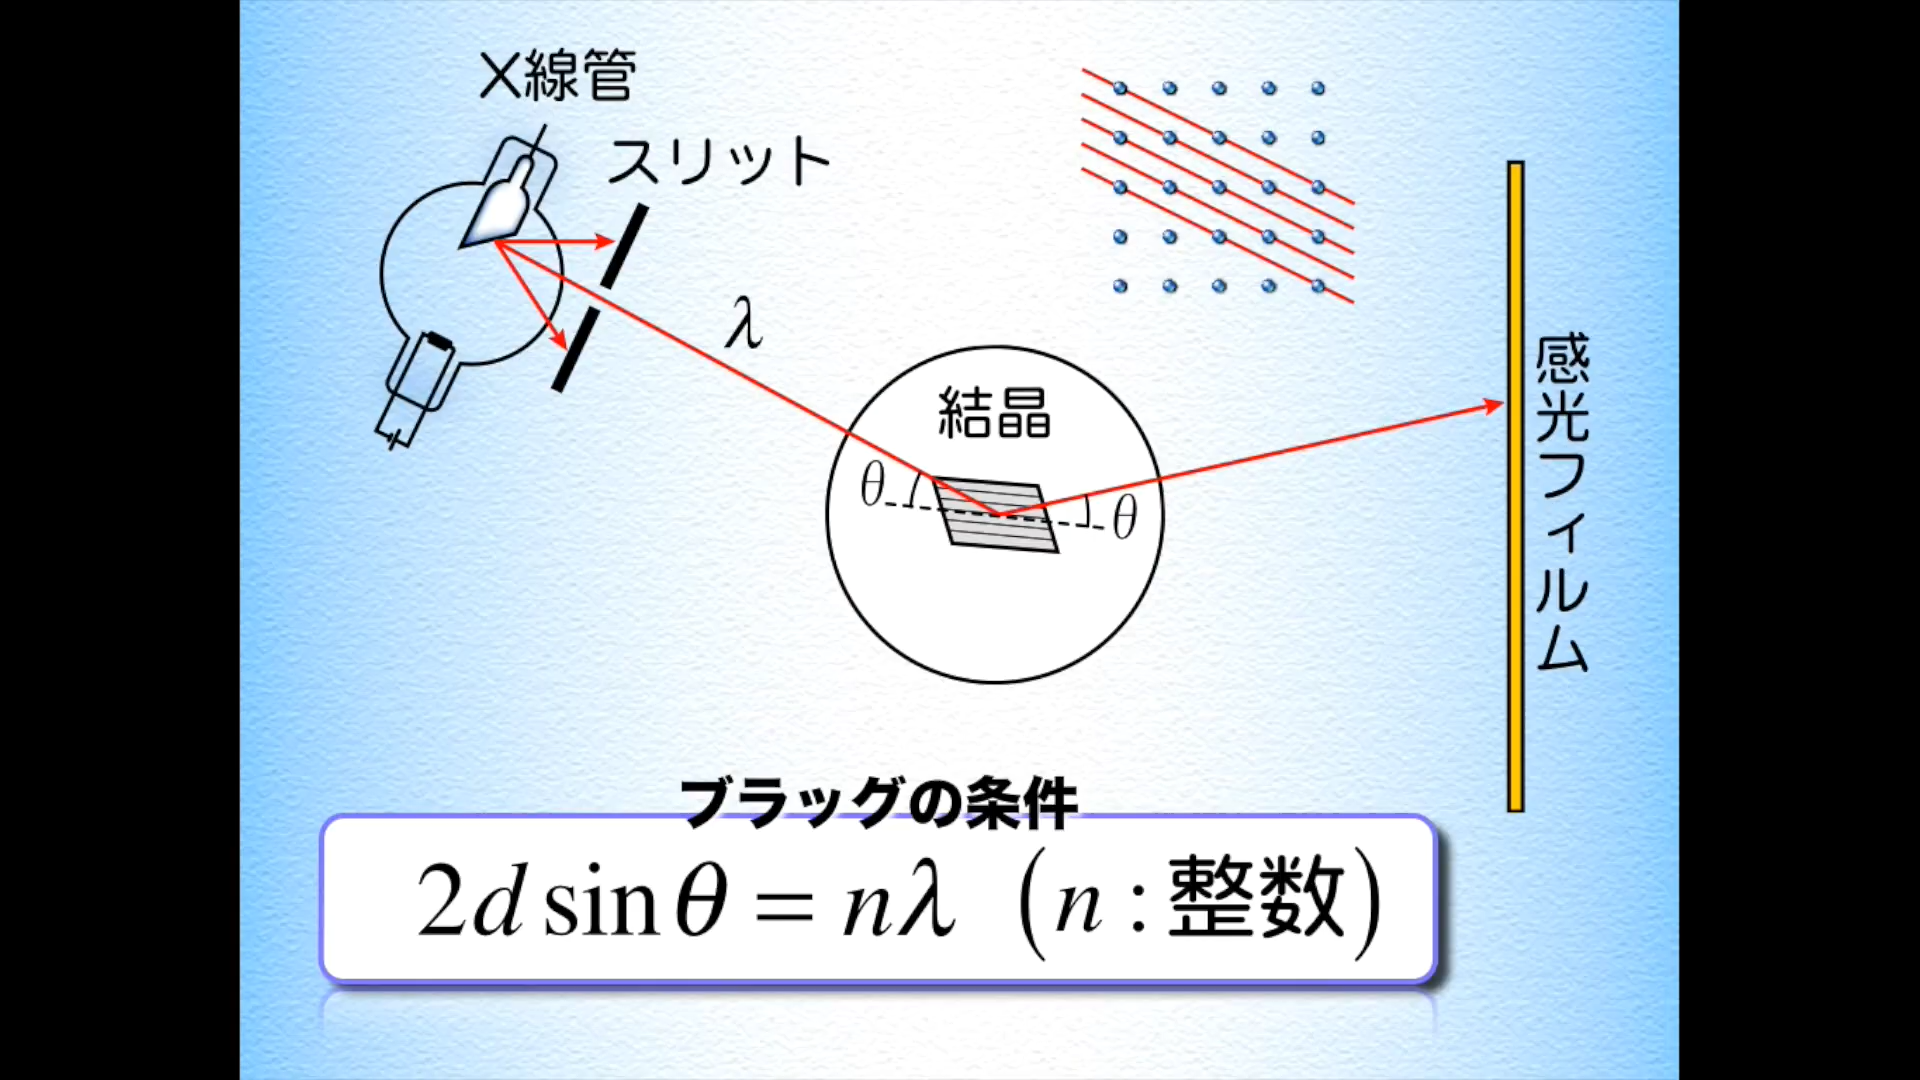 X線管
スリット
λ
結晶
θ
θ
感光フィルム
ブラッグの条件
2d sinθ = nλ (n : 整数)